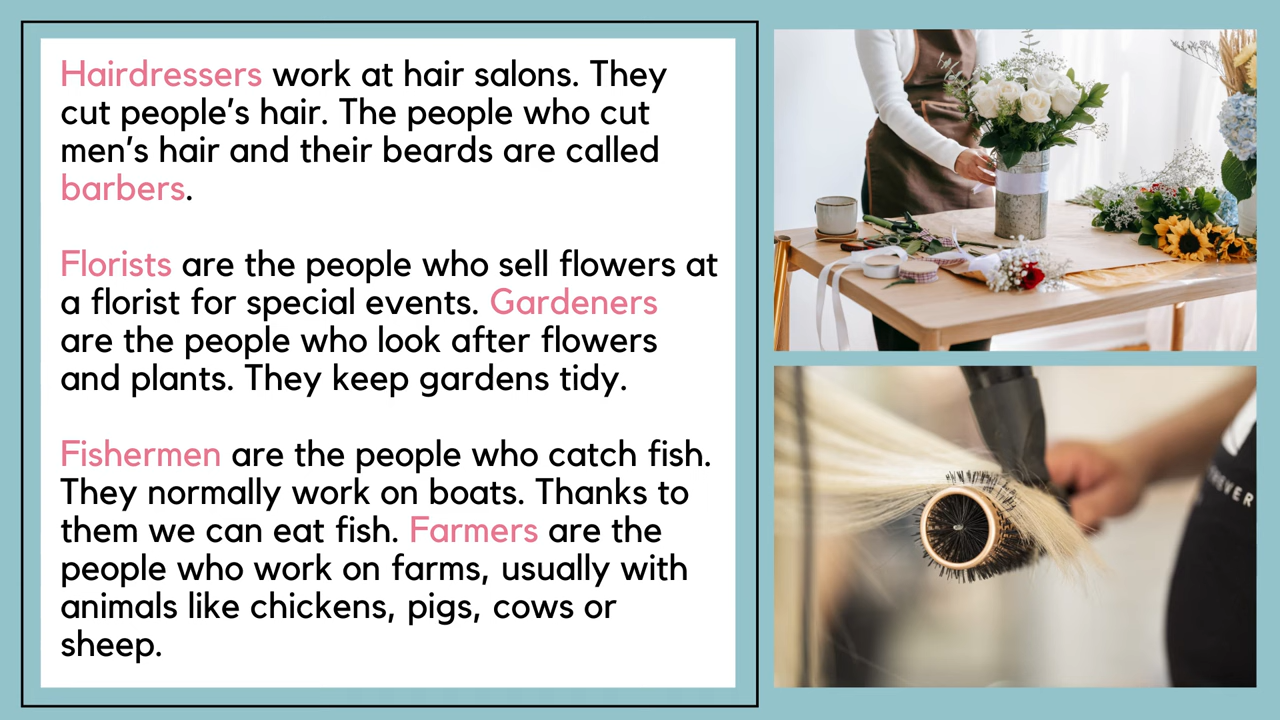 Hairdressers work at hair salons. They
cut people’s hair. The people who cut
men’s hair and their beards are called
barbers.
Florists are the people who sell flowers at
a florist for special events. Gardeners
are the people who look after flowers
and plants. They keep gardens tidy.
Fishermen are the people who catch fish.
They normally work on boats. Thanks to
them we can eat fish. Farmers are the
people who work on farms, usually with
animals like chickens, pigs, cows or
sheep.